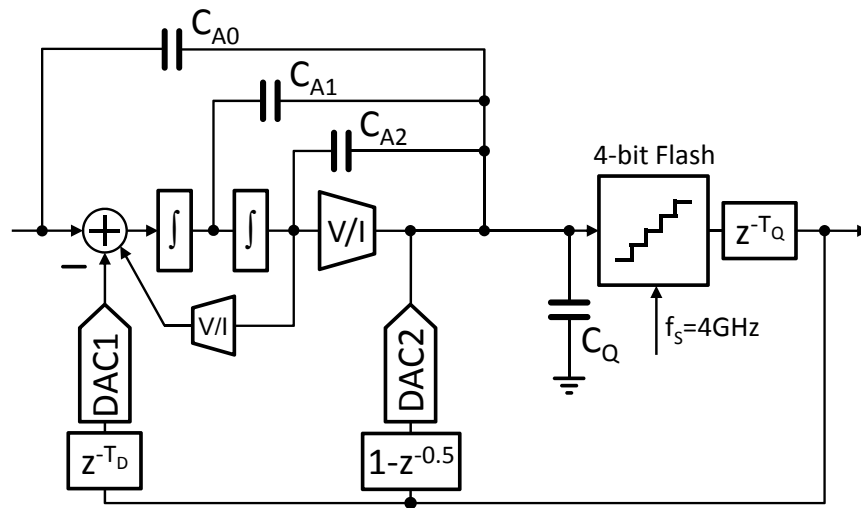 C_A0
C_A1
C_A2
4-bit Flash
+
∫
∫
V/I
z^-T_Q
−
V/I
DAC1
DAC2
C_Q
f_S=4GHz
z^-T_D
1-z^-0.5